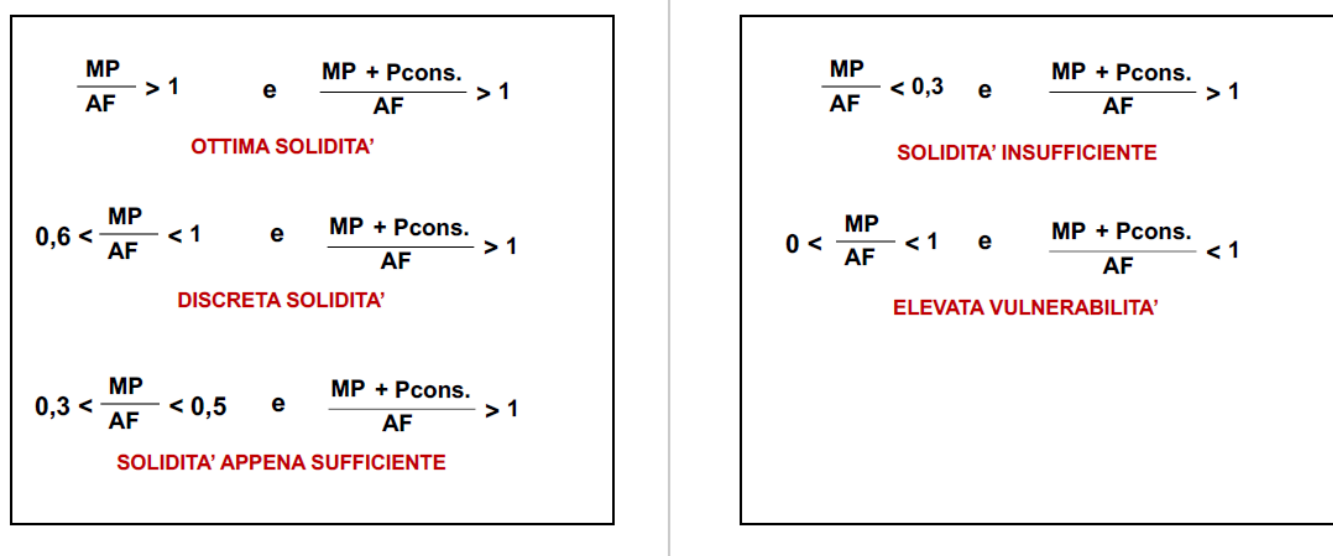 MP / AF > 1 e MP + Pcons. / AF > 1
OTTIMA SOLIDITA'
0,6 < MP / AF < 1 e MP + Pcons. / AF > 1
DISCRETA SOLIDITA'
0,3 < MP / AF < 0,5 e MP + Pcons. / AF > 1
SOLIDITA' APPENA SUFFICIENTE
MP / AF < 0,3 e MP + Pcons. / AF > 1
SOLIDITA' INSUFFICIENTE
0 < MP / AF < 1 e MP + Pcons. / AF < 1
ELEVATA VULNERABILITA'